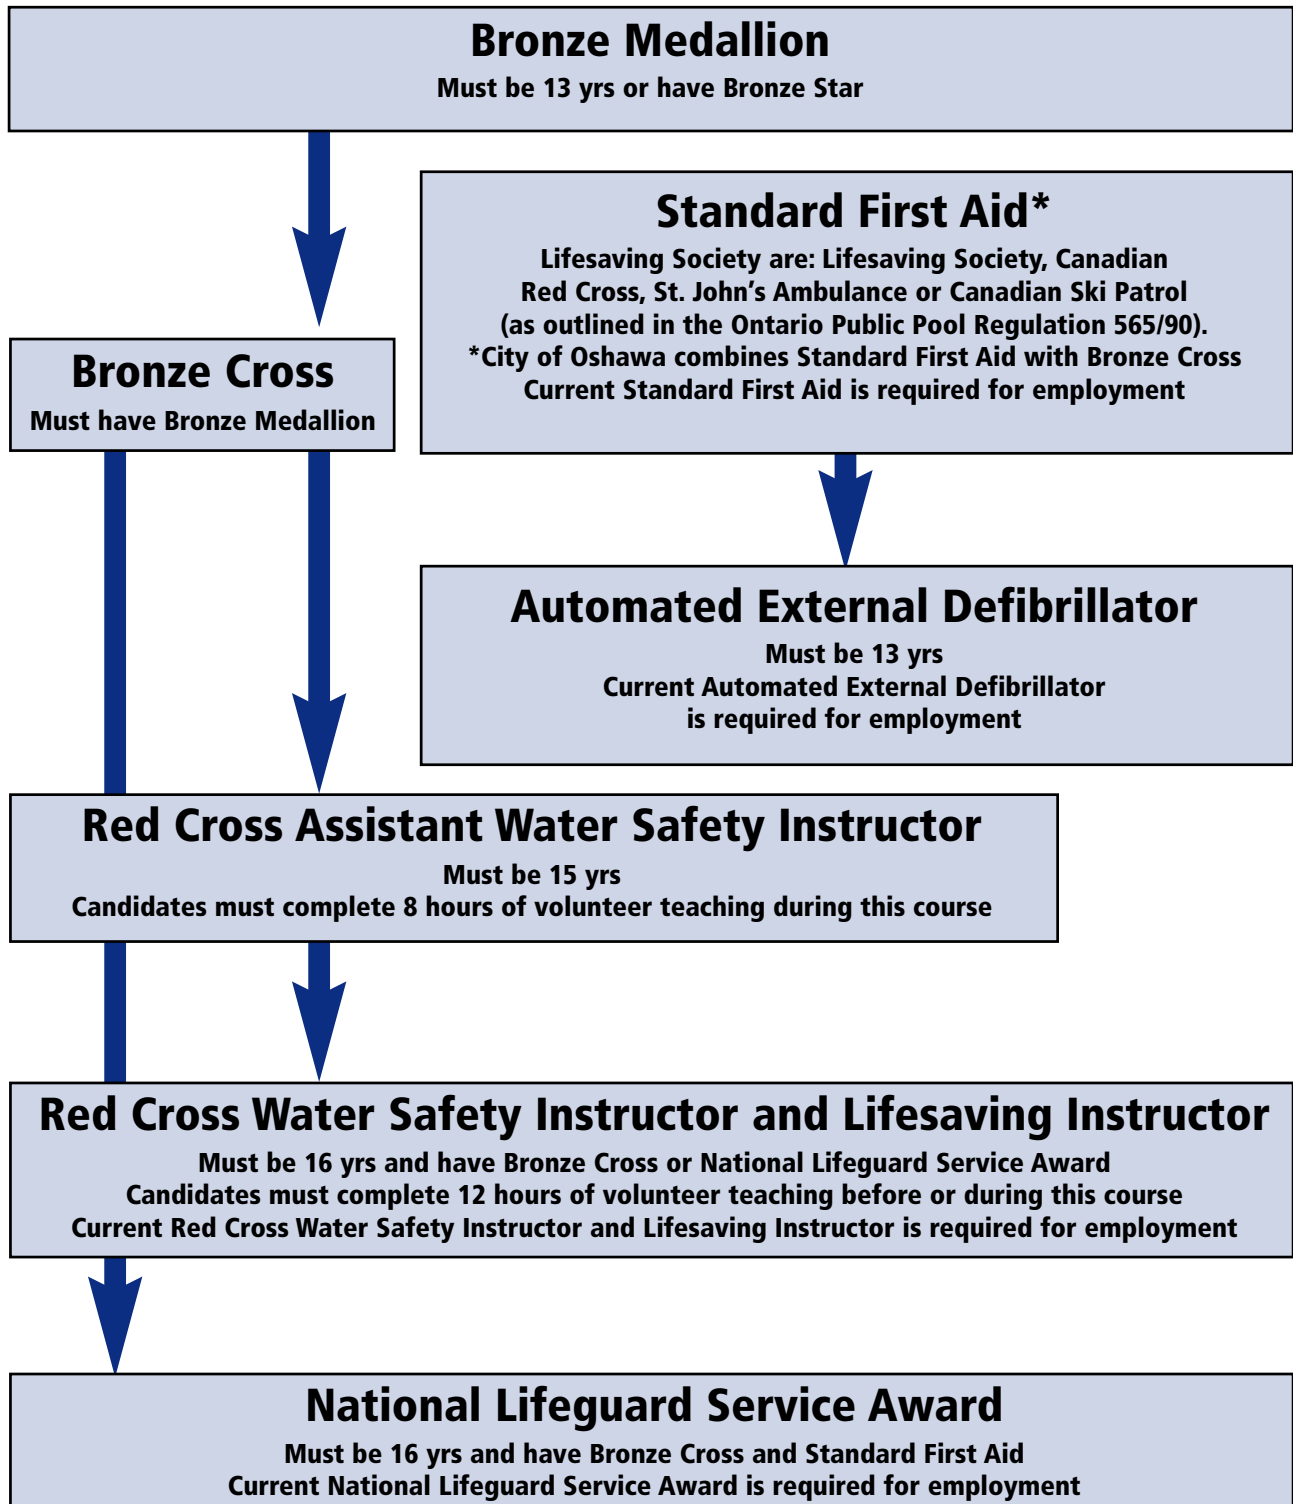 Bronze Medallion
Must be 13 yrs or have Bronze Star
Standard First Aid*
Lifesaving Society are: Lifesaving Society, Canadian
Red Cross, St. John’s Ambulance or Canadian Ski Patrol
(as outlined in the Ontario Public Pool Regulation 565/90).
*City of Oshawa combines Standard First Aid with Bronze Cross
Current Standard First Aid is required for employment
Bronze Cross
Must have Bronze Medallion
Automated External Defibrillator
Must be 13 yrs
Current Automated External Defibrillator
is required for employment
Red Cross Assistant Water Safety Instructor
Must be 15 yrs
Candidates must complete 8 hours of volunteer teaching during this course
Red Cross Water Safety Instructor and Lifesaving Instructor
Must be 16 yrs and have Bronze Cross or National Lifeguard Service Award
Candidates must complete 12 hours of volunteer teaching before or during this course
Current Red Cross Water Safety Instructor and Lifesaving Instructor is required for employment
National Lifeguard Service Award
Must be 16 yrs and have Bronze Cross and Standard First Aid
Current National Lifeguard Service Award is required for employment